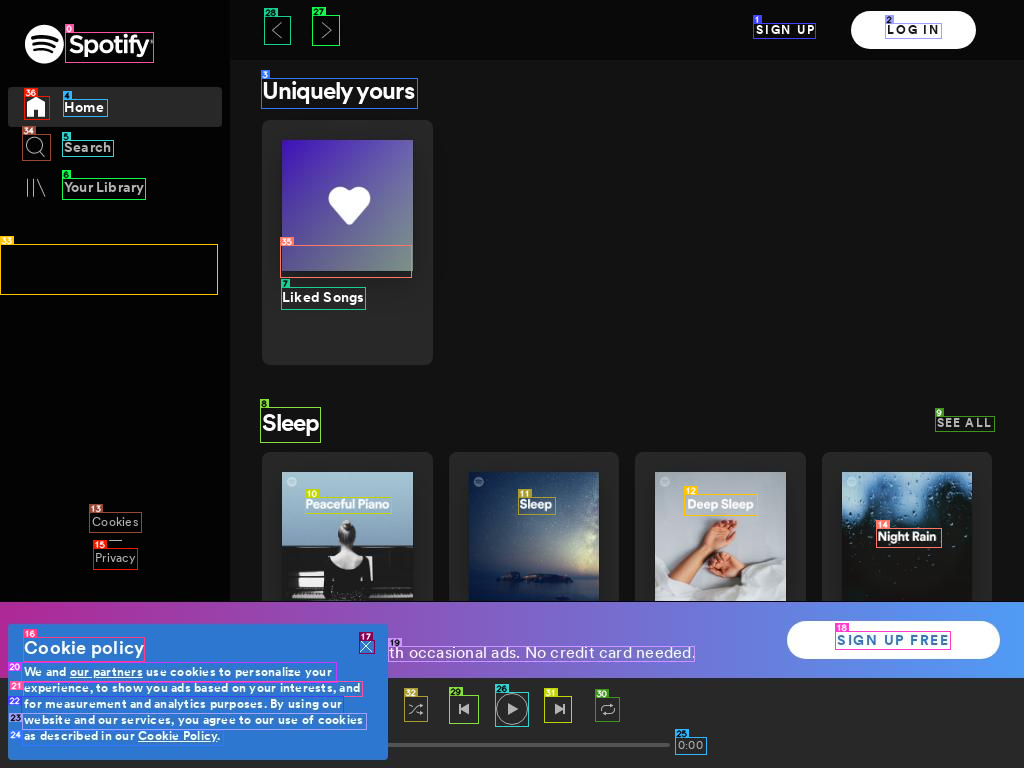 Spotify
SIGN UP
LOG IN
Home
Search
Your Library
Uniquely yours
Liked Songs
Sleep
SEE ALL
Peaceful Piano
Sleep
Deep Sleep
Night Rain
Cookies
Privacy
th occasional ads. No credit card needed.
SIGN UP FREE
Cookie policy
We and our partners use cookies to personalize your
experience, to show you ads based on your interests, and
for measurement and analytics purposes. By using our
website and our services, you agree to our use of cookies
as described in our Cookie Policy.
0:00
0
1
2
3
4
5
6
7
8
9
10
11
12
13
14
15
16
17
18
19
20
21
22
23
24
25
26
27
28
29
30
31
32
33
34
35
36